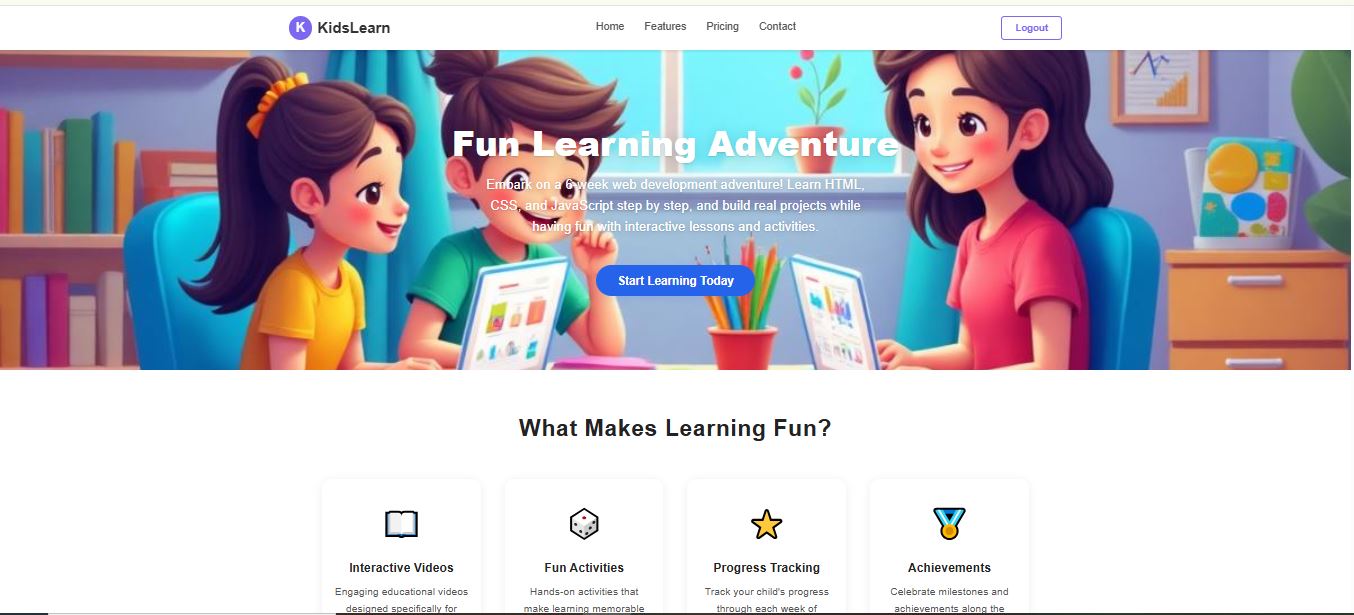 K KidsLearn
Home Features Pricing Contact
Logout
Fun Learning Adventure
Embark on a 6-week web development adventure! Learn HTML,
CSS, and JavaScript step by step, and build real projects while
having fun with interactive lessons and activities.
Start Learning Today
What Makes Learning Fun?
Interactive Videos
Engaging educational videos
designed specifically for
Fun Activities
Hands-on activities that
make learning memorable
Progress Tracking
Track your child's progress
through each week of
Achievements
Celebrate milestones and
achievements along the